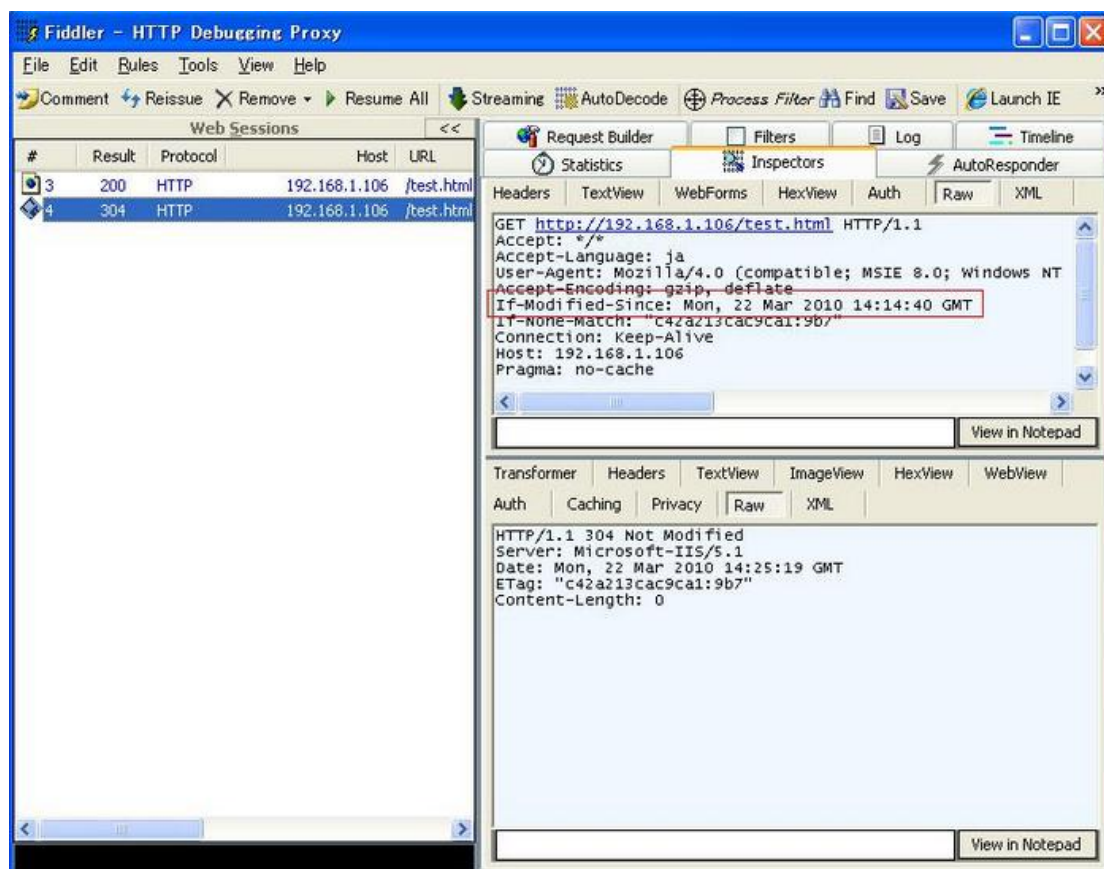 Fiddler - HTTP Debugging Proxy
File Edit Rules Tools View Help
Comment Reissue Remove Resume All Streaming AutoDecode Process Filter Find Save Launch IE »
Web Sessions <<
# Result Protocol Host URL
3 200 HTTP 192.168.1.106 /test.html
4 304 HTTP 192.168.1.106 /test.html
Request Builder Filters Log Timeline
Statistics Inspectors AutoResponder
Headers TextView WebForms HexView Auth Raw XML
GET http://192.168.1.106/test.html HTTP/1.1
Accept: */*
Accept-Language: ja
User-Agent: Mozilla/4.0 (compatible; MSIE 8.0; Windows NT
Accept-Encoding: gzip, deflate
If-Modified-Since: Mon, 22 Mar 2010 14:14:40 GMT
If-None-Match: "c42a213cac9ca1:9b7"
Connection: Keep-Alive
Host: 192.168.1.106
Pragma: no-cache
View in Notepad
Transformer Headers TextView ImageView HexView WebView
Auth Caching Privacy Raw XML
HTTP/1.1 304 Not Modified
Server: Microsoft-IIS/5.1
Date: Mon, 22 Mar 2010 14:25:19 GMT
ETag: "c42a213cac9ca1:9b7"
Content-Length: 0
View in Notepad